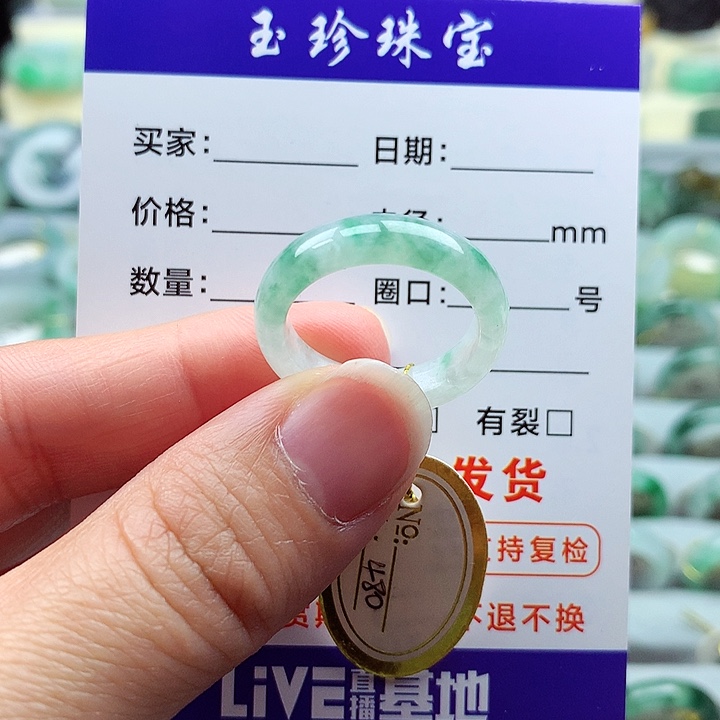 玉珍珠宝
买家： 日期：
价格： mm
数量： 圈口： 号
有裂□
发货
持复检
不退不换
No:
480
LiVE直播基地